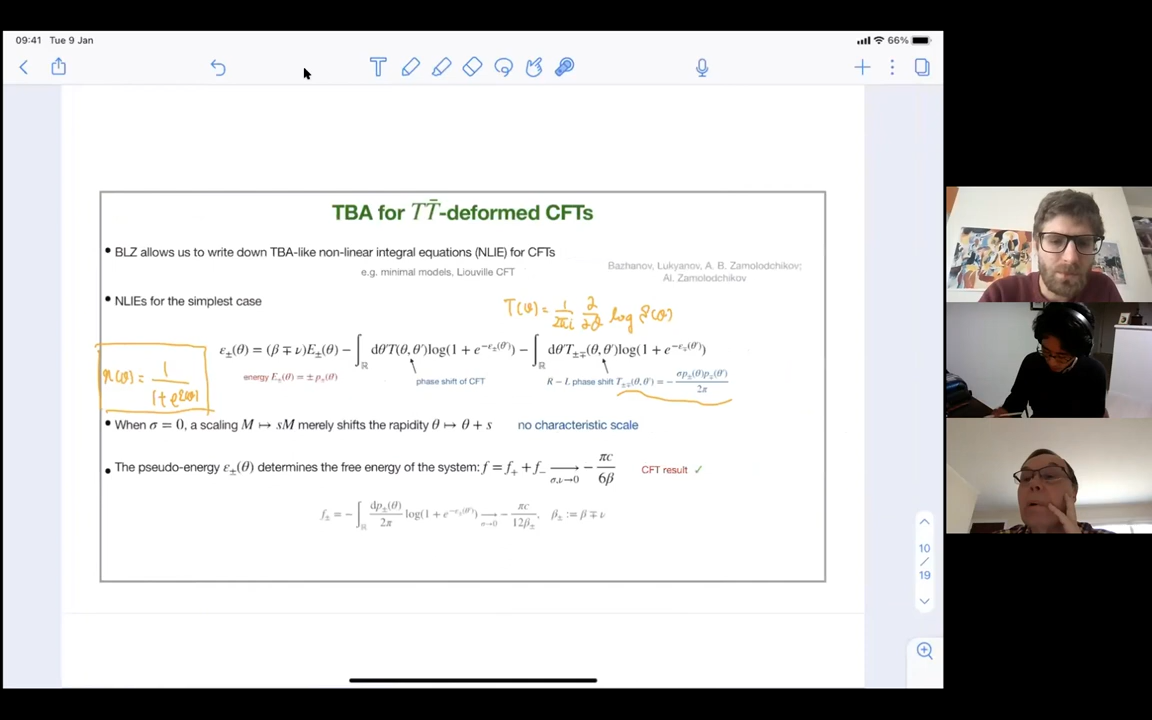 09:41 Tue 9 Jan
66%
TBA for T T̄-deformed CFTs
• BLZ allows us to write down TBA-like non-linear integral equations (NLIE) for CFTs
e.g. minimal models, Liouville CFT
Bazhanov, Lukyanov, A. B. Zamolodchikov;
Al. Zamolodchikov
• NLIEs for the simplest case
T(θ) = 1/2πi ∂/∂θ log S(θ)
ε±(θ) = (β ∓ ν)E±(θ) − ∫ℝ dθ′T(θ, θ′)log(1 + e^−ε±(θ′)) − ∫ℝ dθ′T±∓(θ, θ′)log(1 + e^−ε∓(θ′))
n(θ) = 1/1+e^ε(θ)
energy E±(θ) = ± p±(θ)
phase shift of CFT
R − L phase shift T±∓(θ, θ′) = − σp±(θ)p∓(θ′)/2π
• When σ = 0, a scaling M ↦ sM merely shifts the rapidity θ ↦ θ + s
no characteristic scale
• The pseudo-energy ε±(θ) determines the free energy of the system: f = f+ + f− ⟶ σ,ν→0 − πc/6β
CFT result ✓
f± = − ∫ℝ dp±(θ)/2π log(1 + e^−ε±(θ′)) ⟶ σ→0 − πc/12β±, β± := β ∓ ν
10
/
19